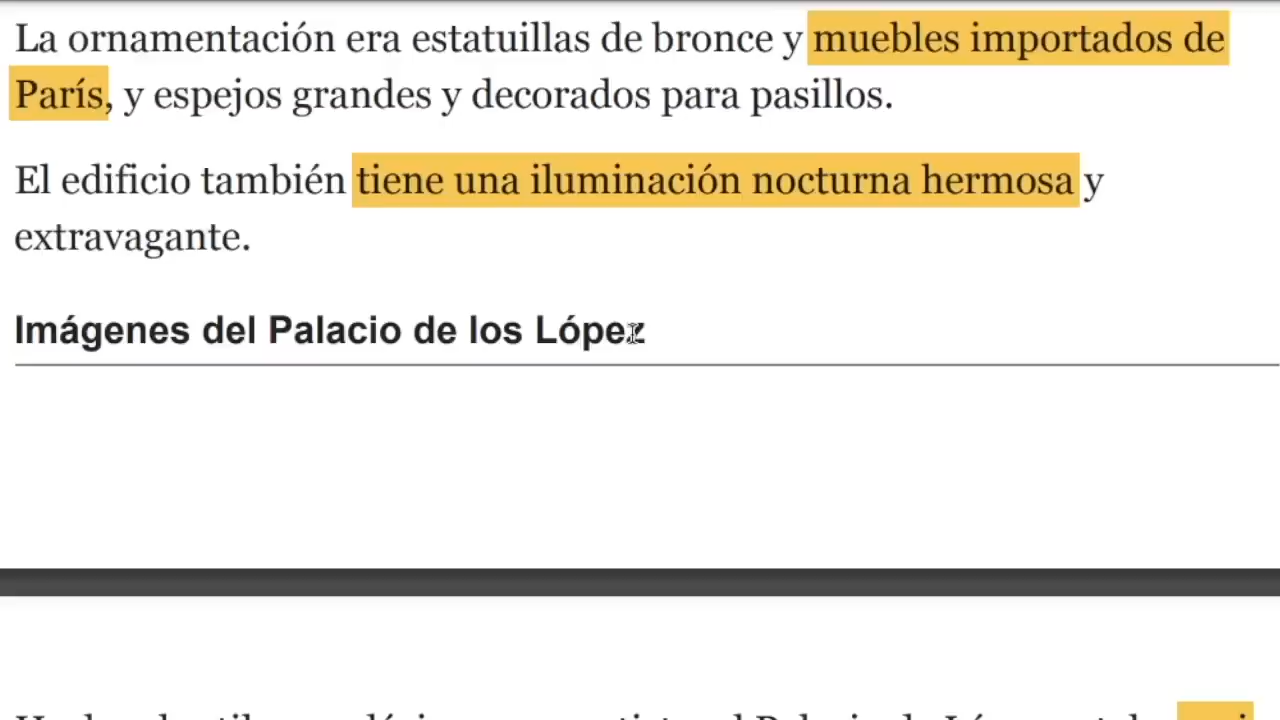 La ornamentación era estatuillas de bronce y muebles importados de
París, y espejos grandes y decorados para pasillos.
El edificio también tiene una iluminación nocturna hermosa y
extravagante.
Imágenes del Palacio de los López